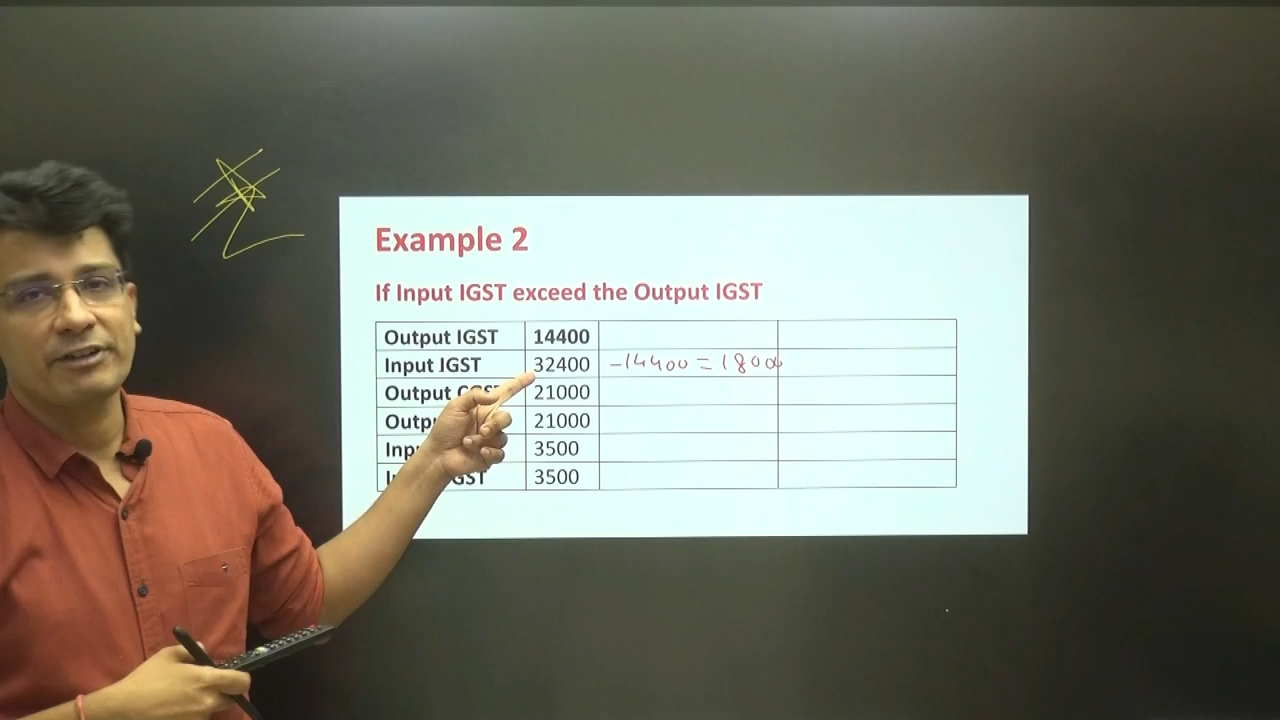 Example 2
If Input IGST exceed the Output IGST
Output IGST 14400
Input IGST 32400 -14400 = 18000
Output 21000
21000
3500
3500